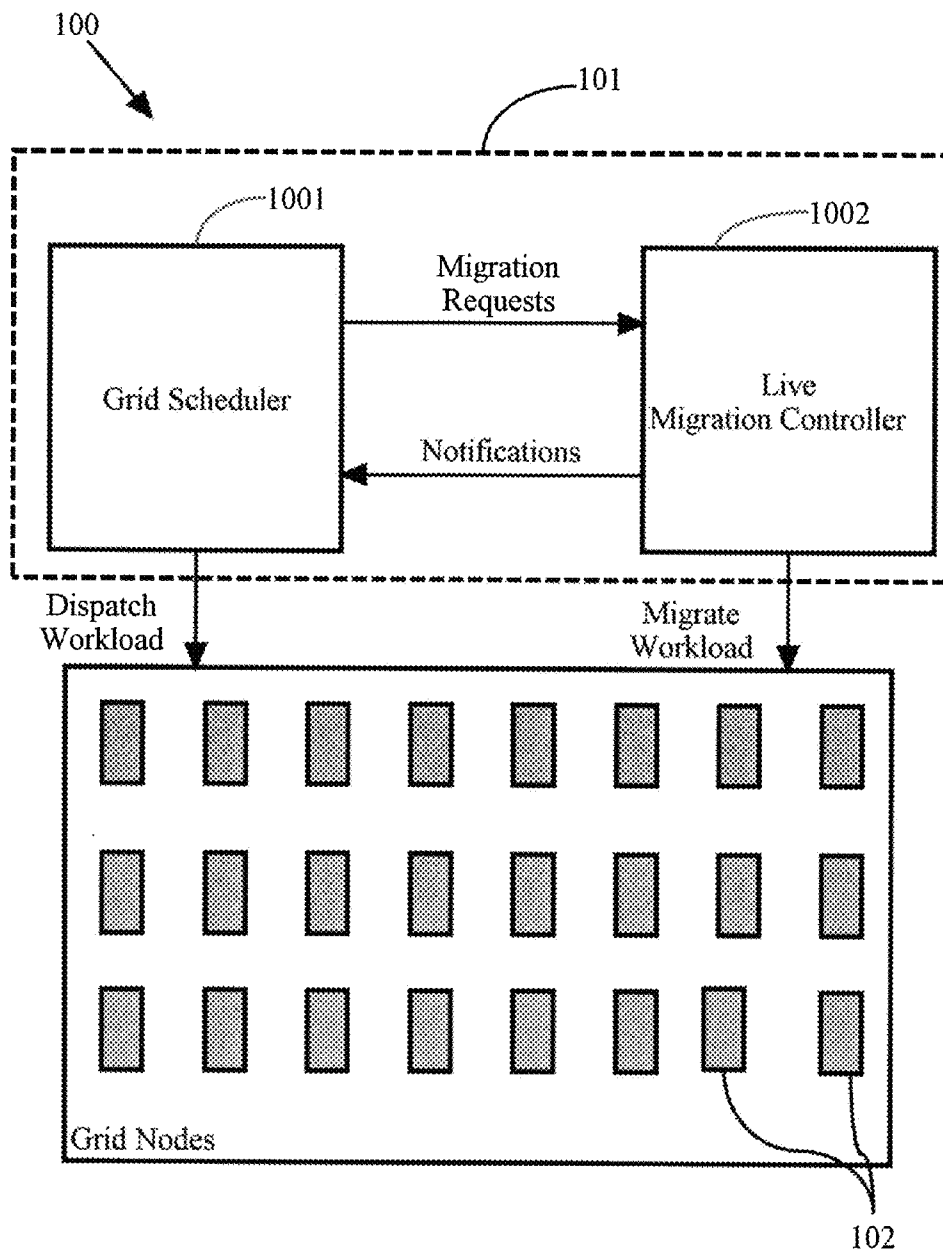 100
101
1001
1002
Migration
Requests
Grid Scheduler
Live
Migration Controller
Notifications
Dispatch
Workload
Migrate
Workload
Grid Nodes
102